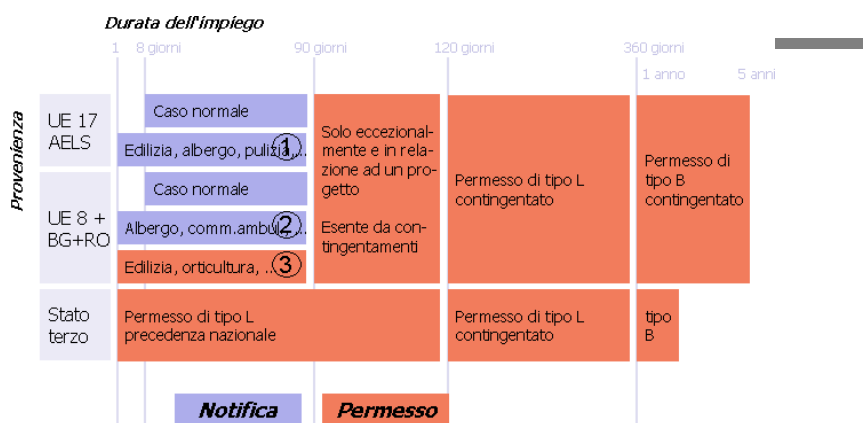 Durata dell'impiego
1 8 giorni 90 giorni 120 giorni 360 giorni
1 anno 5 anni
Provenienza
UE 17
AELS
Caso normale
Edilizia, albergo, pulizia,... 1
UE 8 +
BG+RO
Caso normale
Albergo, comm.ambul., ... 2
Edilizia, orticultura, ... 3
Solo eccezional-
mente e in rela-
zione ad un pro-
getto
Esente da con-
tingentamenti
Permesso di tipo L
contingentato
Permesso di
tipo B
contingentato
Stato
terzo
Permesso di tipo L
precedenza nazionale
Permesso di tipo L
contingentato
tipo
B
Notifica Permesso